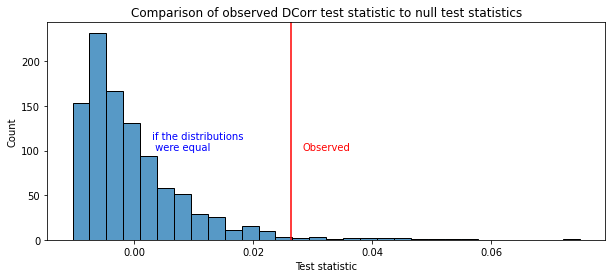 Comparison of observed DCorr test statistic to null test statistics
200
150
100
50
0
Count
if the distributions
were equal
Observed
0.00
0.02
0.04
0.06
Test statistic